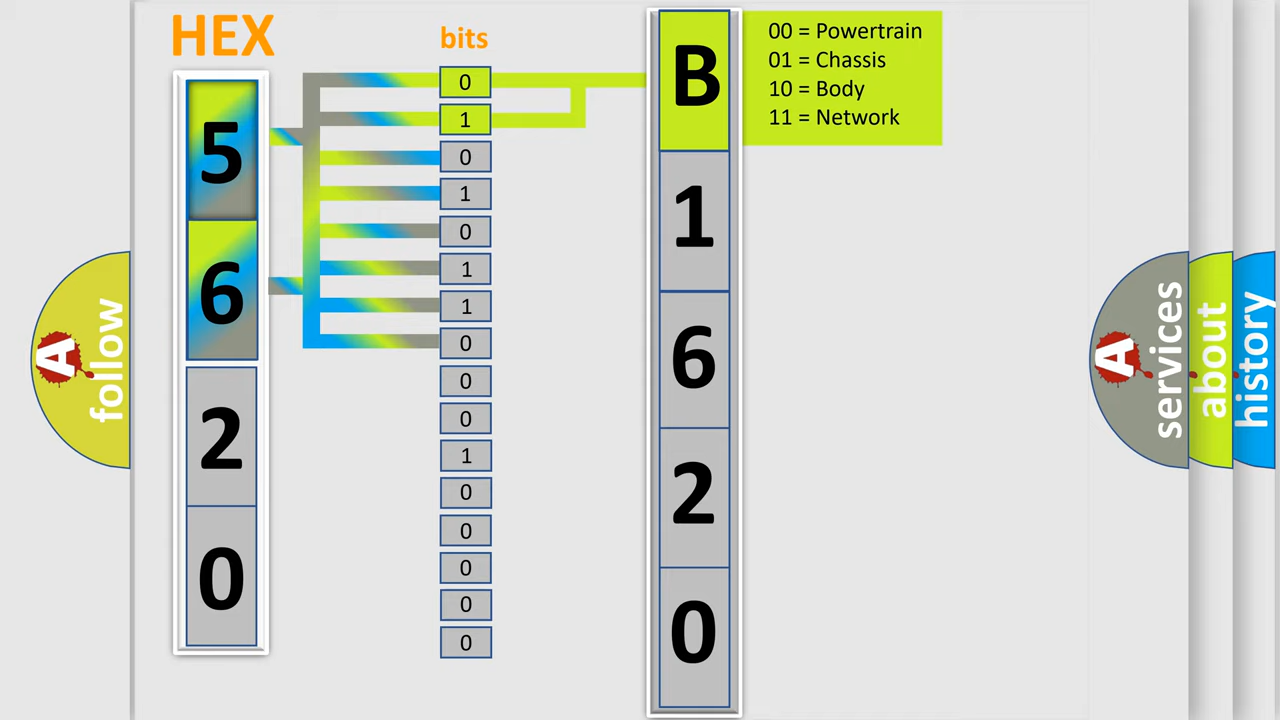 HEX
bits
5
6
2
0
0
1
0
1
0
1
1
0
0
0
1
0
0
0
0
0
B
1
6
2
0
00 = Powertrain
01 = Chassis
10 = Body
11 = Network
A
follow
A
services
about
history